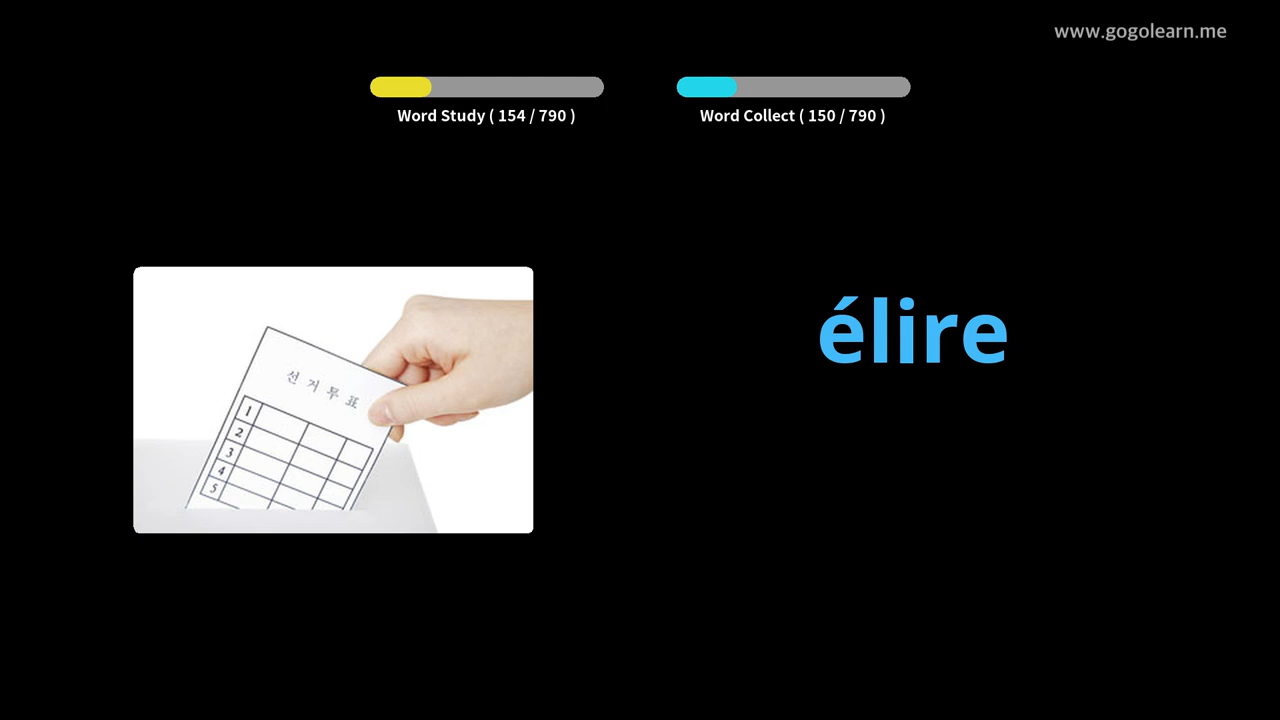 www.gogolearn.me
Word Study ( 154 / 790 )
Word Collect ( 150 / 790 )
선거투표
1
2
3
4
5
élire